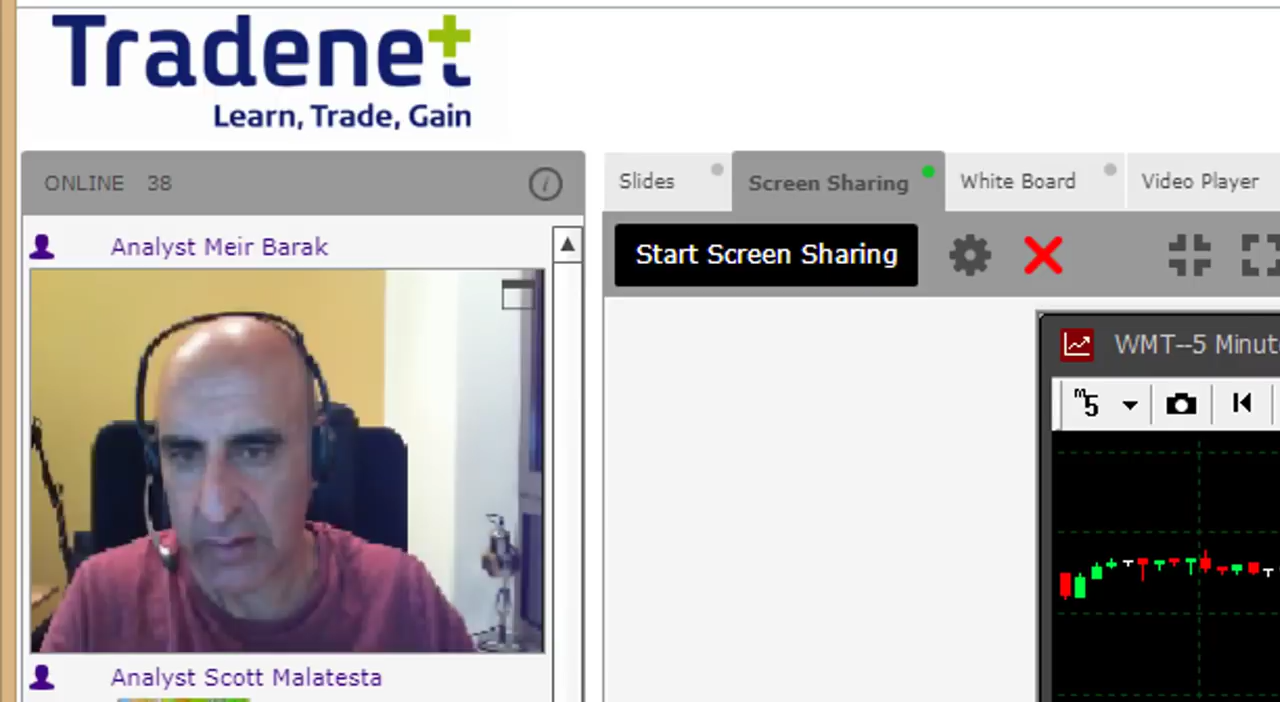 Tradenet
Learn, Trade, Gain
ONLINE 38
Slides
Screen Sharing
White Board
Video Player
Analyst Meir Barak
Start Screen Sharing
WMT--5 Minut
m5
Analyst Scott Malatesta